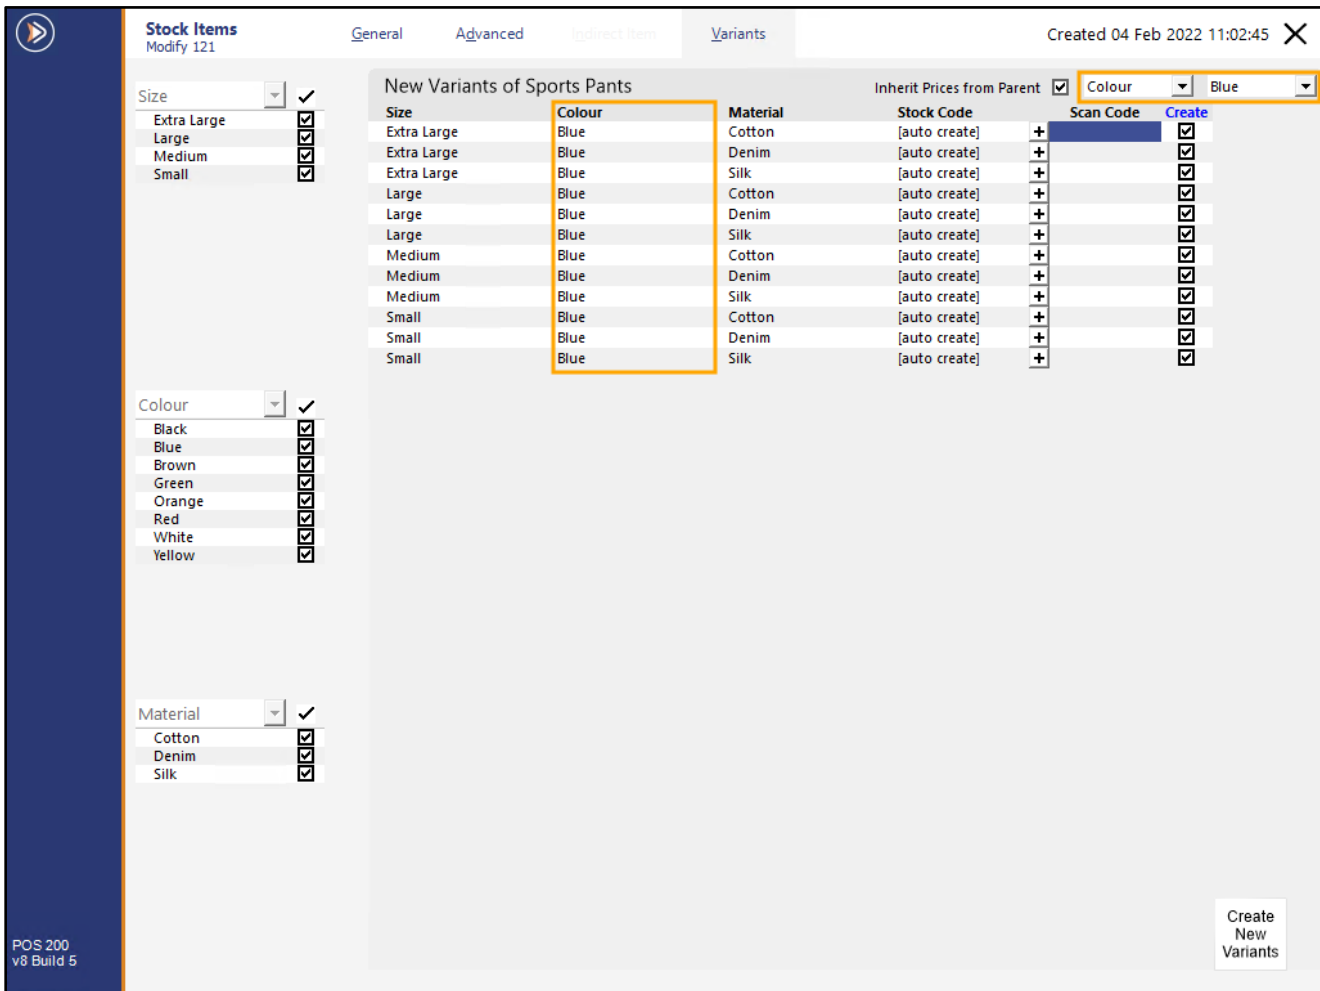 Stock Items
Modify 121
General Advanced Indirect Item Variants Created 04 Feb 2022 11:02:45
New Variants of Sports Pants Inherit Prices from Parent Colour Blue
Size Colour Material Stock Code Scan Code Create
Extra Large Blue Cotton [auto create] +
Extra Large Blue Denim [auto create] +
Extra Large Blue Silk [auto create] +
Large Blue Cotton [auto create] +
Large Blue Denim [auto create] +
Large Blue Silk [auto create] +
Medium Blue Cotton [auto create] +
Medium Blue Denim [auto create] +
Medium Blue Silk [auto create] +
Small Blue Cotton [auto create] +
Small Blue Denim [auto create] +
Small Blue Silk [auto create] +
Size
Extra Large
Large
Medium
Small
Colour
Black
Blue
Brown
Green
Orange
Red
White
Yellow
Material
Cotton
Denim
Silk
Create
New
Variants
POS 200
v8 Build 5